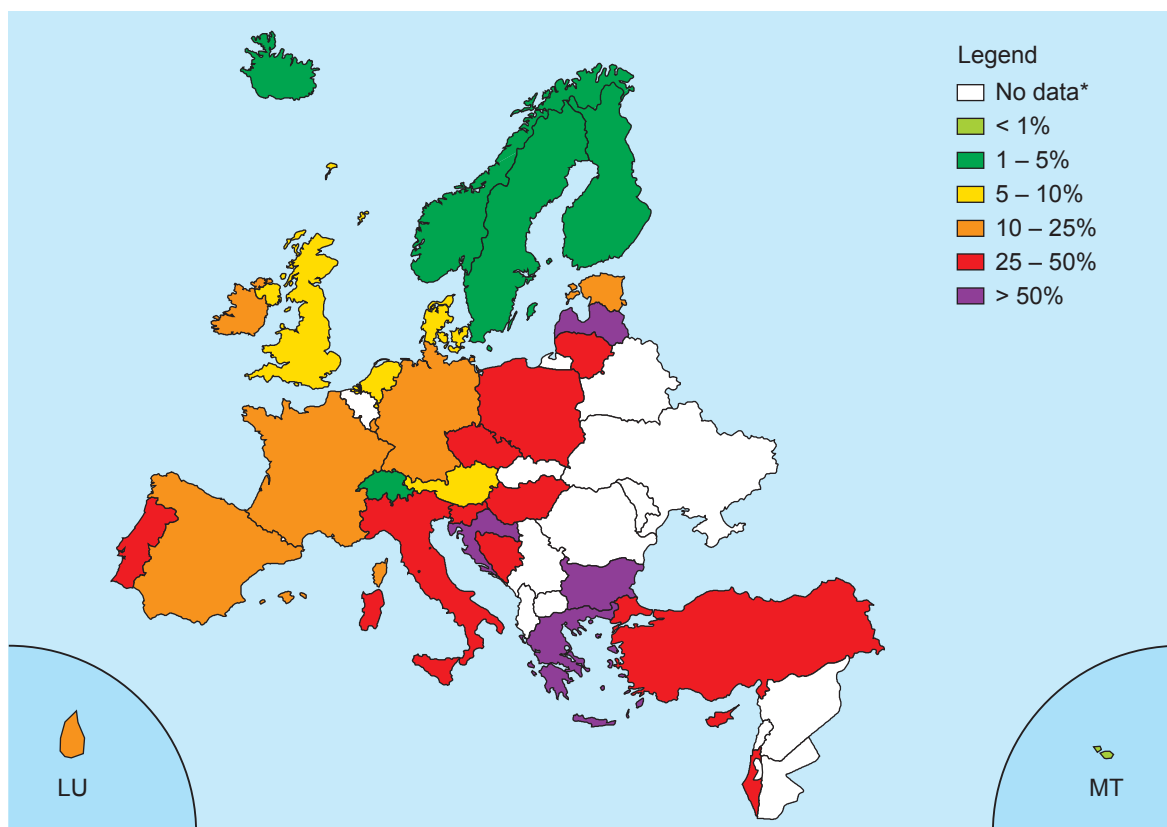 Legend
No data*
< 1%
1 – 5%
5 – 10%
10 – 25%
25 – 50%
> 50%
LU
MT